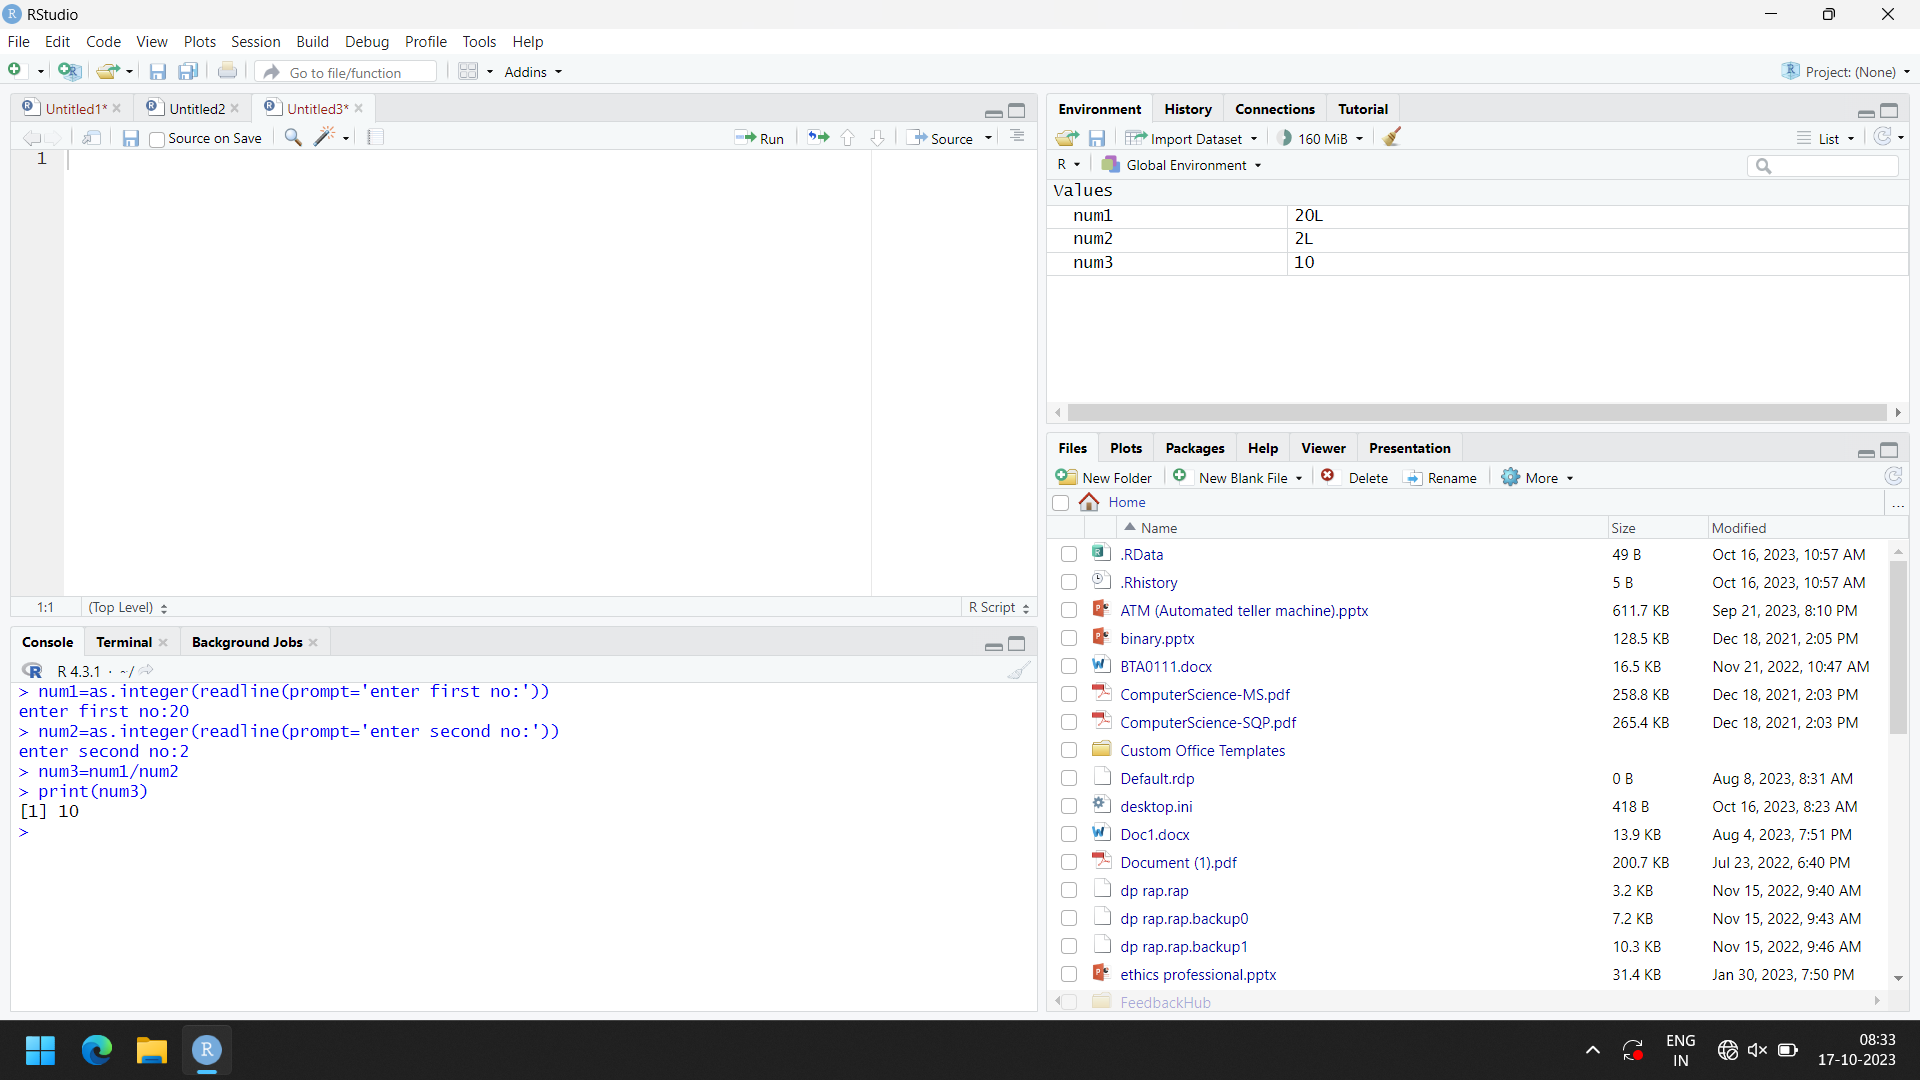 RStudio
File Edit Code View Plots Session Build Debug Profile Tools Help
Go to file/function Addins Project: (None)
Untitled1* Untitled2 Untitled3*
Source on Save Run Source
1
1:1 (Top Level) R Script
Console Terminal Background Jobs
R 4.3.1 · ~/
> num1=as.integer(readline(prompt='enter first no:'))
enter first no:20
> num2=as.integer(readline(prompt='enter second no:'))
enter second no:2
> num3=num1/num2
> print(num3)
[1] 10
>
Environment History Connections Tutorial
Import Dataset 160 MiB List
R Global Environment
Values
num1 20L
num2 2L
num3 10
Files Plots Packages Help Viewer Presentation
New Folder New Blank File Delete Rename More
Home ...
Name Size Modified
.RData 49 B Oct 16, 2023, 10:57 AM
.Rhistory 5 B Oct 16, 2023, 10:57 AM
ATM (Automated teller machine).pptx 611.7 KB Sep 21, 2023, 8:10 PM
binary.pptx 128.5 KB Dec 18, 2021, 2:05 PM
BTA0111.docx 16.5 KB Nov 21, 2022, 10:47 AM
ComputerScience-MS.pdf 258.8 KB Dec 18, 2021, 2:03 PM
ComputerScience-SQP.pdf 265.4 KB Dec 18, 2021, 2:03 PM
Custom Office Templates
Default.rdp 0 B Aug 8, 2023, 8:31 AM
desktop.ini 418 B Oct 16, 2023, 8:23 AM
Doc1.docx 13.9 KB Aug 4, 2023, 7:51 PM
Document (1).pdf 200.7 KB Jul 23, 2022, 6:40 PM
dp rap.rap 3.2 KB Nov 15, 2022, 9:40 AM
dp rap.rap.backup0 7.2 KB Nov 15, 2022, 9:43 AM
dp rap.rap.backup1 10.3 KB Nov 15, 2022, 9:46 AM
ethics professional.pptx 31.4 KB Jan 30, 2023, 7:50 PM
FeedbackHub
ENG 08:33
IN 17-10-2023